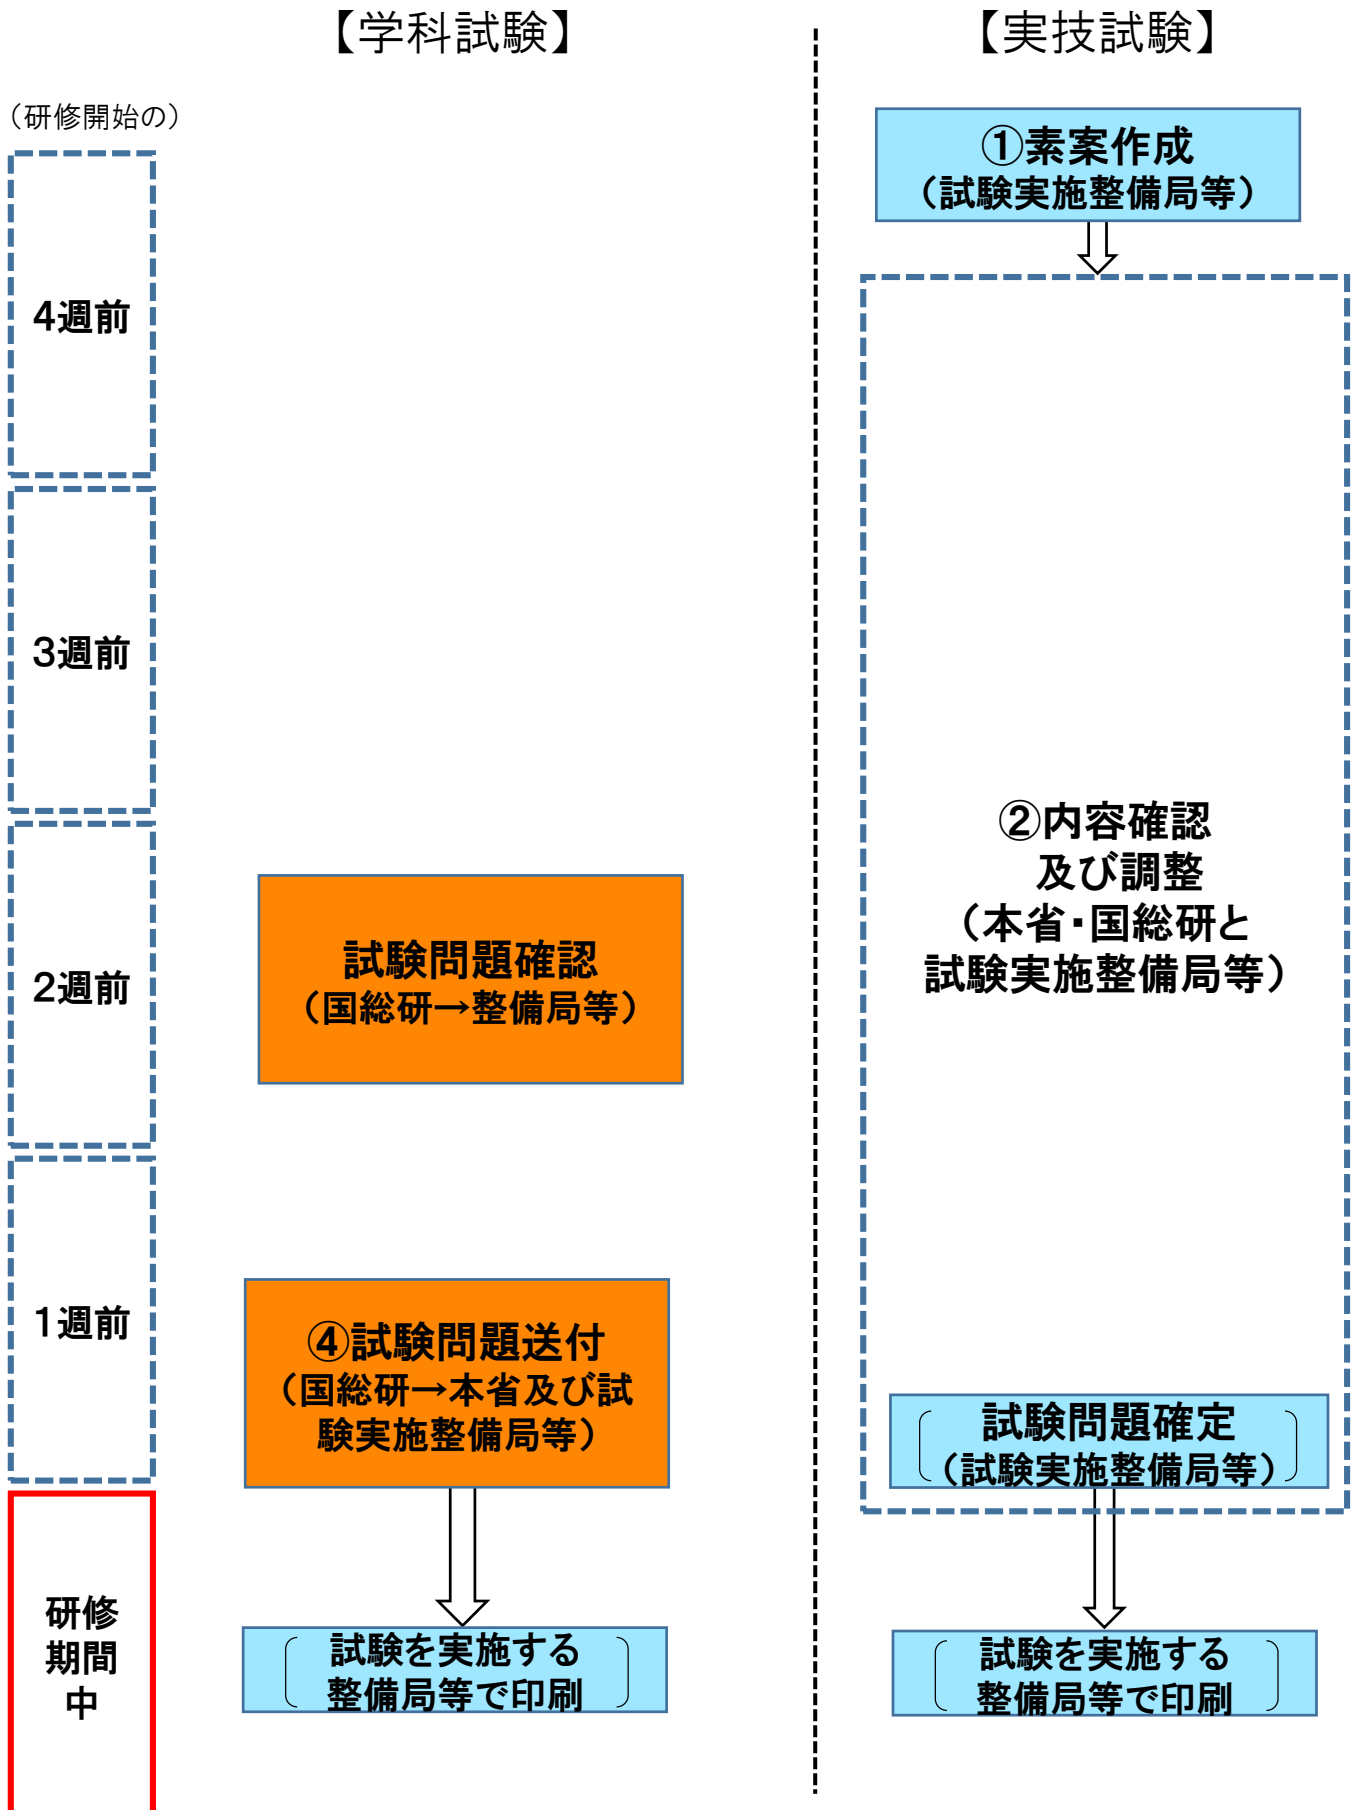 【学科試験】
【実技試験】
（研修開始の）
4週前
3週前
2週前
1週前
研修
期間
中
試験問題確認
（国総研→整備局等）
④試験問題送付
（国総研→本省及び試
験実施整備局等）
試験を実施する
整備局等で印刷
①素案作成
（試験実施整備局等）
②内容確認
及び調整
（本省・国総研と
試験実施整備局等）
試験問題確定
（試験実施整備局等）
試験を実施する
整備局等で印刷